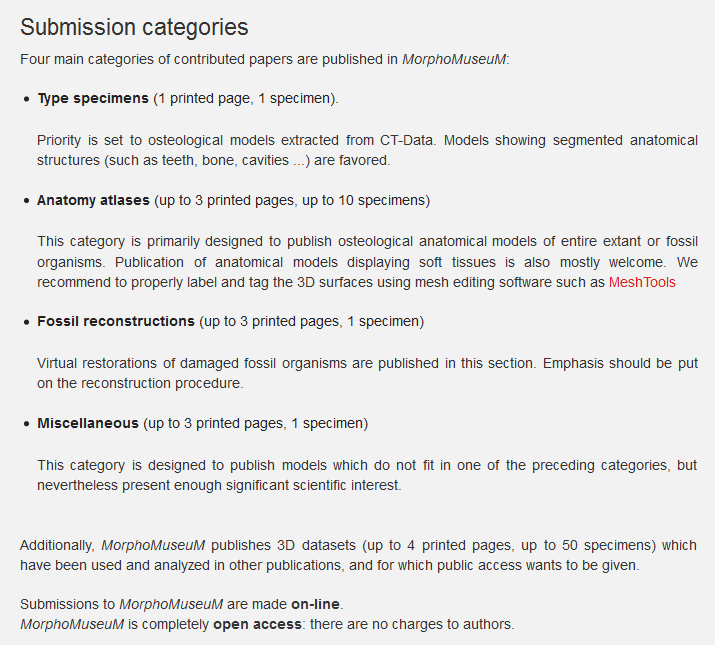 Submission categories
Four main categories of contributed papers are published in MorphoMuseuM:
• Type specimens (1 printed page, 1 specimen).
Priority is set to osteological models extracted from CT-Data. Models showing segmented anatomical
structures (such as teeth, bone, cavities ...) are favored.
• Anatomy atlases (up to 3 printed pages, up to 10 specimens)
This category is primarily designed to publish osteological anatomical models of entire extant or fossil
organisms. Publication of anatomical models displaying soft tissues is also mostly welcome. We
recommend to properly label and tag the 3D surfaces using mesh editing software such as MeshTools
• Fossil reconstructions (up to 3 printed pages, 1 specimen)
Virtual restorations of damaged fossil organisms are published in this section. Emphasis should be put
on the reconstruction procedure.
• Miscellaneous (up to 3 printed pages, 1 specimen)
This category is designed to publish models which do not fit in one of the preceding categories, but
nevertheless present enough significant scientific interest.
Additionally, MorphoMuseuM publishes 3D datasets (up to 4 printed pages, up to 50 specimens) which
have been used and analyzed in other publications, and for which public access wants to be given.
Submissions to MorphoMuseuM are made on-line.
MorphoMuseuM is completely open access: there are no charges to authors.